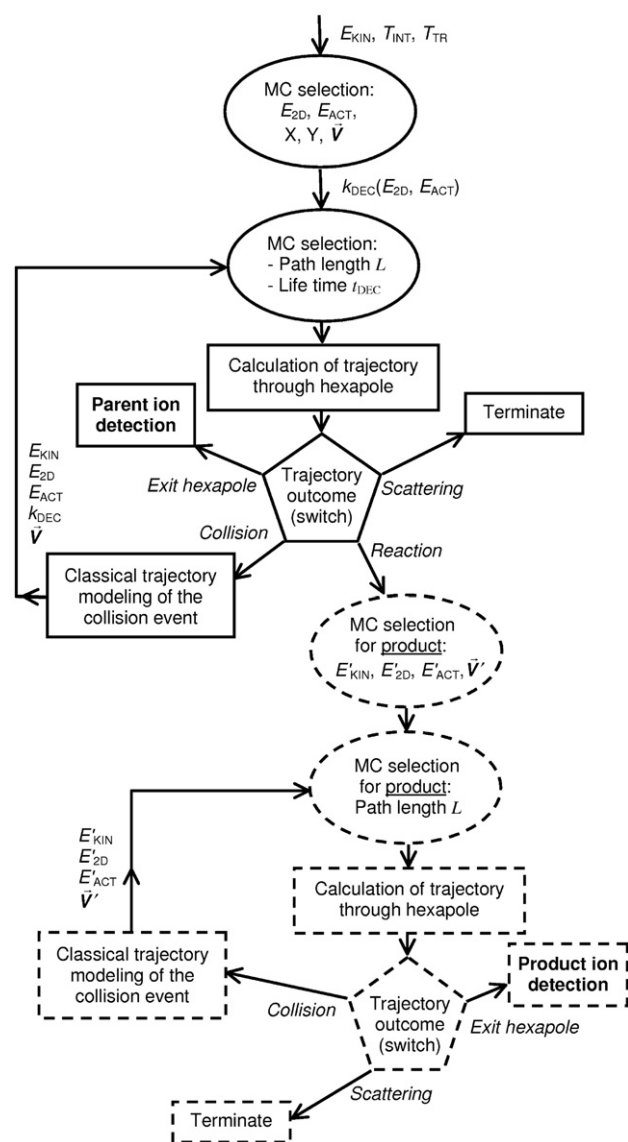 E_KIN, T_INT, T_TR
MC selection:
E_2D, E_ACT,
X, Y, V⃗
k_DEC(E_2D, E_ACT)
MC selection:
- Path length L
- Life time t_DEC
Calculation of trajectory
through hexapole
Parent ion
detection
Terminate
Exit hexapole
Trajectory
outcome
(switch)
Scattering
Collision
Reaction
E_KIN
E_2D
E_ACT
k_DEC
V⃗
Classical trajectory
modeling of the
collision event
MC selection
for product:
E'_KIN, E'_2D, E'_ACT, V⃗'
MC selection
for product:
Path length L
E'_KIN
E'_2D
E'_ACT
V⃗'
Calculation of trajectory
through hexapole
Classical trajectory
modeling of the
collision event
Product ion
detection
Collision
Trajectory
outcome
(switch)
Exit hexapole
Scattering
Terminate